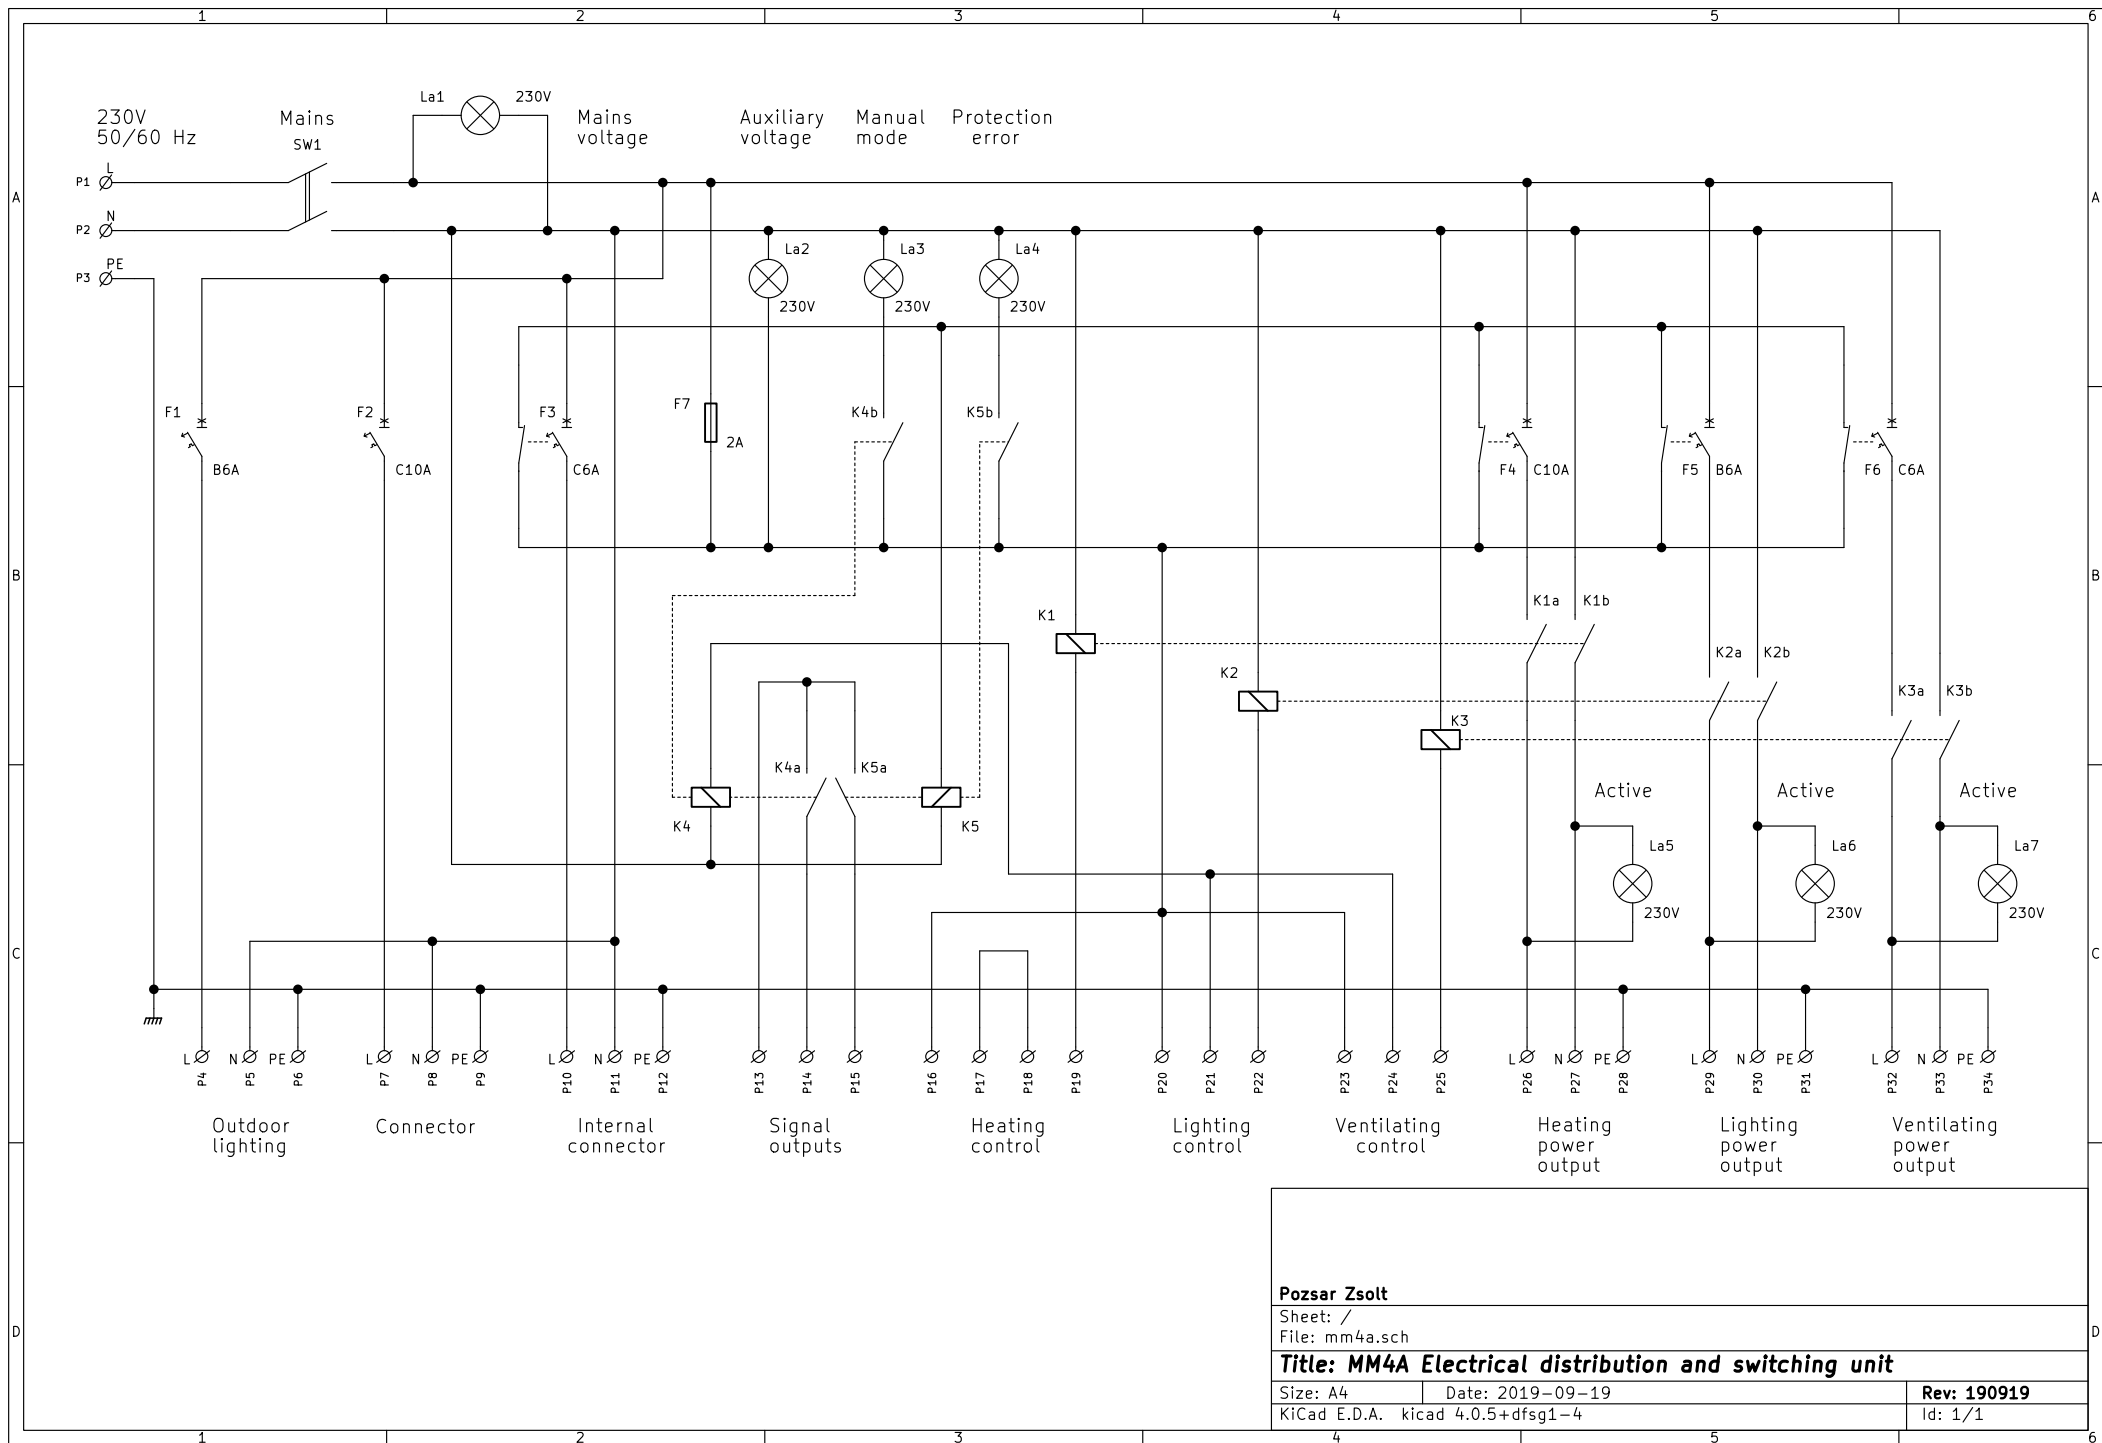 1 2 3 4 5 6
La1 230V
230V
50/60 Hz
Mains
SW1
Mains
voltage
Auxiliary
voltage
Manual
mode
Protection
error
P1 L
A A
P2 N
P3 PE
La2
230V
La3
230V
La4
230V
F1
B6A
F2
C10A
F3
C6A
F7
2A
K4b
K5b
F4 C10A
F5 B6A
F6 C6A
B B
K1
K1a K1b
K2
K2a K2b
K3
K3a K3b
K4a K5a
K4
K5
Active
Active
Active
La5
230V
La6
230V
La7
230V
C C
L N PE L N PE L N PE L N PE L N PE L N PE
P4 P5 P6 P7 P8 P9 P10 P11 P12 P13 P14 P15 P16 P17 P18 P19 P20 P21 P22 P23 P24 P25 P26 P27 P28 P29 P30 P31 P32 P33 P34
Outdoor
lighting
Connector
Internal
connector
Signal
outputs
Heating
control
Lighting
control
Ventilating
control
Heating
power
output
Lighting
power
output
Ventilating
power
output
D D
Pozsar Zsolt
Sheet: /
File: mm4a.sch
Title: MM4A Electrical distribution and switching unit
Size: A4 Date: 2019-09-19 Rev: 190919
KiCad E.D.A. kicad 4.0.5+dfsg1-4 Id: 1/1
1 2 3 4 5 6